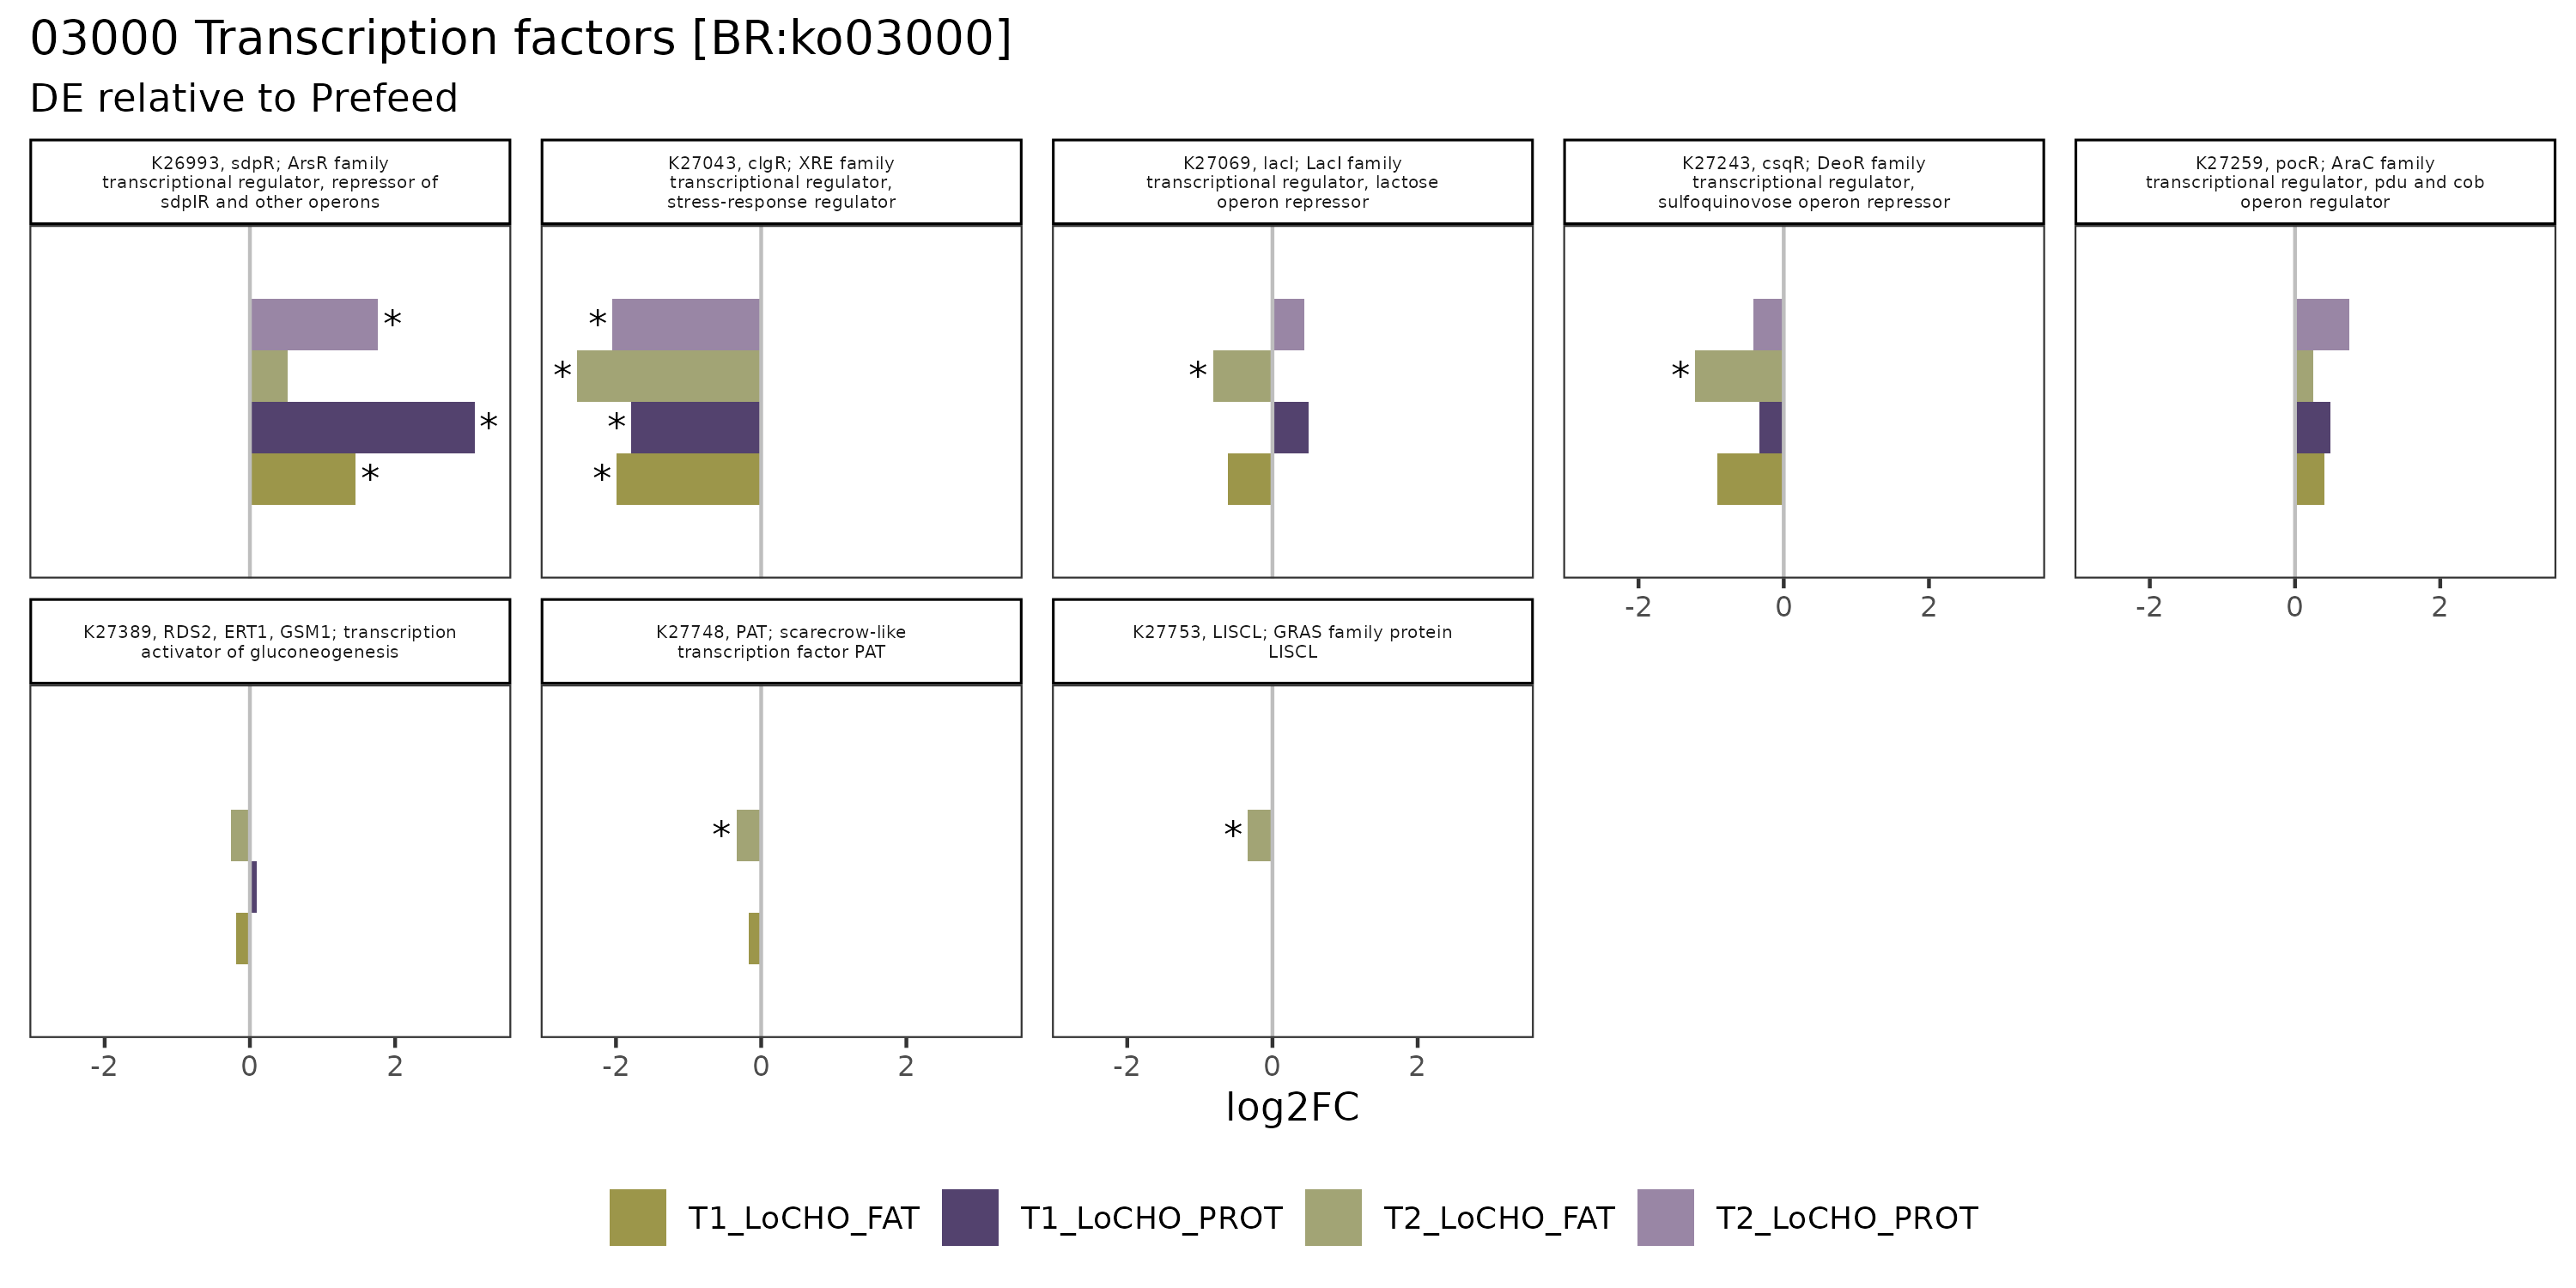 03000 Transcription factors [BR:ko03000]
DE relative to Prefeed
K26993, sdpR; ArsR family
transcriptional regulator, repressor of
sdpIR and other operons
K27043, clgR; XRE family
transcriptional regulator,
stress-response regulator
K27069, lacI; LacI family
transcriptional regulator, lactose
operon repressor
K27243, csqR; DeoR family
transcriptional regulator,
sulfoquinovose operon repressor
K27259, pocR; AraC family
transcriptional regulator, pdu and cob
operon regulator
*
*
*
*
*
*
*
*
*
-2 0 2
-2 0 2
K27389, RDS2, ERT1, GSM1; transcription
activator of gluconeogenesis
K27748, PAT; scarecrow-like
transcription factor PAT
K27753, LISCL; GRAS family protein
LISCL
*
*
-2 0 2
-2 0 2
-2 0 2
log2FC
T1_LoCHO_FAT
T1_LoCHO_PROT
T2_LoCHO_FAT
T2_LoCHO_PROT